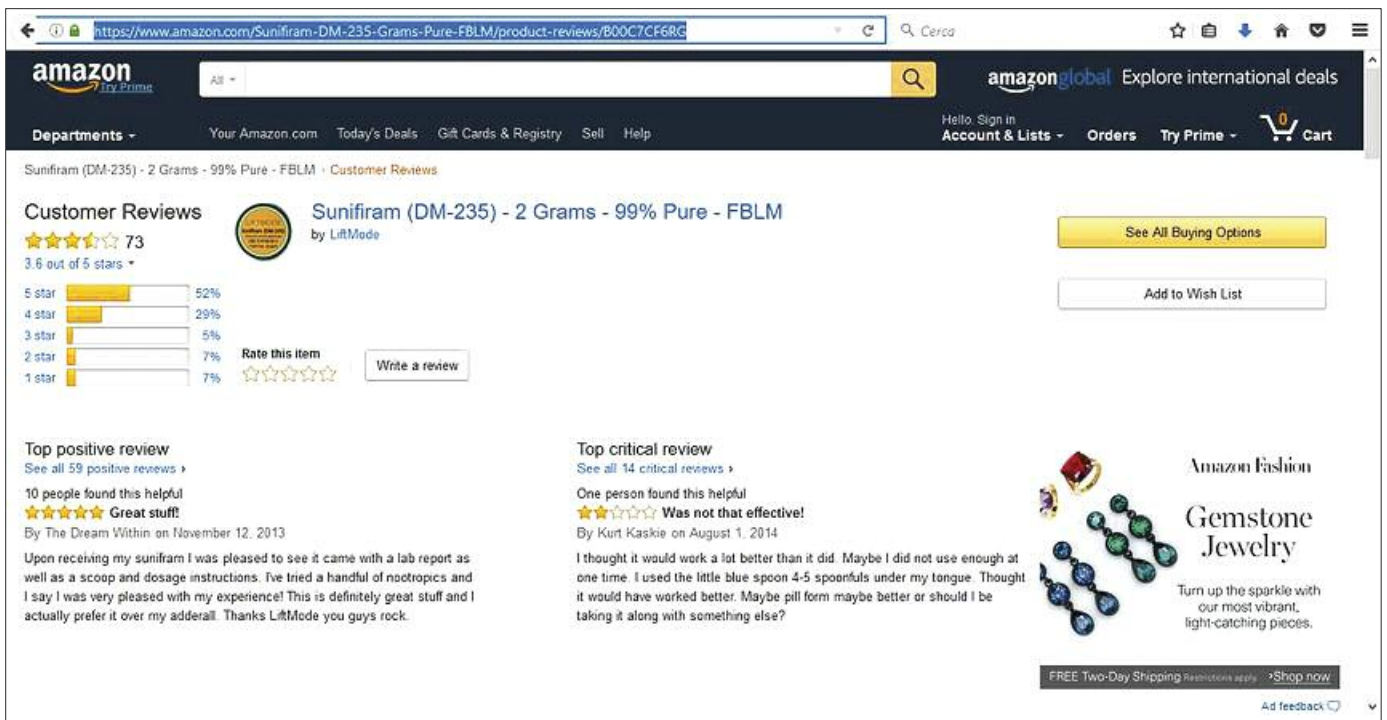 https://www.amazon.com/Sunifiram-DM-235-Grams-Pure-FBLM/product-reviews/B00C7CF6RG
Cerca
amazon
Try Prime
All
amazonglobal Explore international deals
Departments
Your Amazon.com Today's Deals Gift Cards & Registry Sell Help
Hello. Sign in
Account & Lists Orders Try Prime 0 Cart
Sunifiram (DM-235) - 2 Grams - 99% Pure - FBLM › Customer Reviews
Customer Reviews
73
3.6 out of 5 stars
5 star 52%
4 star 29%
3 star 5%
2 star 7%
1 star 7%
Sunifiram (DM-235) - 2 Grams - 99% Pure - FBLM
by LiftMode
Rate this item
Write a review
See All Buying Options
Add to Wish List
Top positive review
See all 59 positive reviews ›
10 people found this helpful
Great stuff!
By The Dream Within on November 12, 2013
Upon receiving my sunifram I was pleased to see it came with a lab report as
well as a scoop and dosage instructions. I've tried a handful of nootropics and
I say I was very pleased with my experience! This is definitely great stuff and I
actually prefer it over my adderall. Thanks LiftMode you guys rock.
Top critical review
See all 14 critical reviews ›
One person found this helpful
Was not that effective!
By Kurt Kaskie on August 1, 2014
I thought it would work a lot better than it did. Maybe I did not use enough at
one time. I used the little blue spoon 4-5 spoonfuls under my tongue. Thought
it would have worked better. Maybe pill form maybe better or should I be
taking it along with something else?
Amazon Fashion
Gemstone
Jewelry
Turn up the sparkle with
our most vibrant,
light-catching pieces.
FREE Two-Day Shipping Restrictions apply ›Shop now
Ad feedback